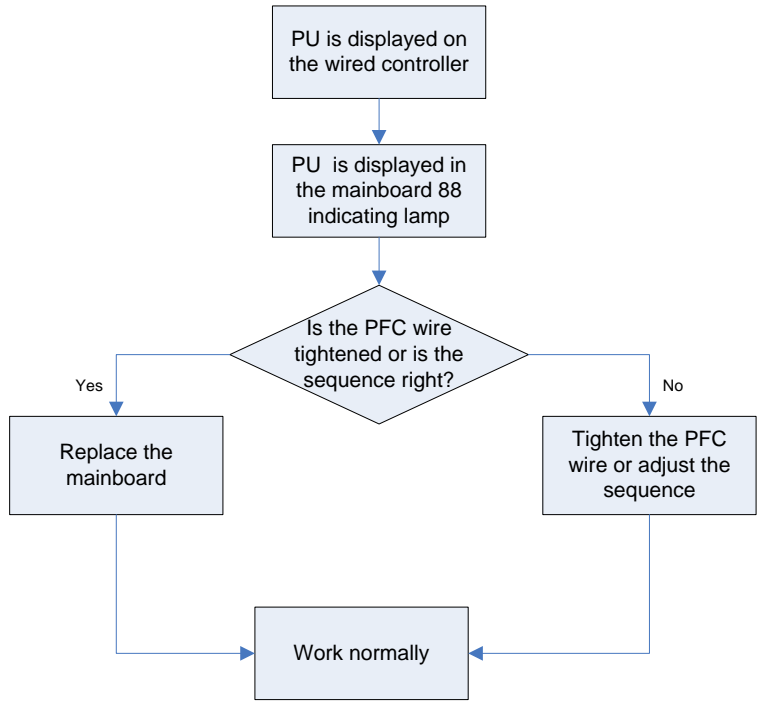 PU is displayed on
the wired controller
PU is displayed in
the mainboard 88
indicating lamp
Is the PFC wire
tightened or is the
sequence right?
Yes
No
Replace the
mainboard
Tighten the PFC
wire or adjust the
sequence
Work normally